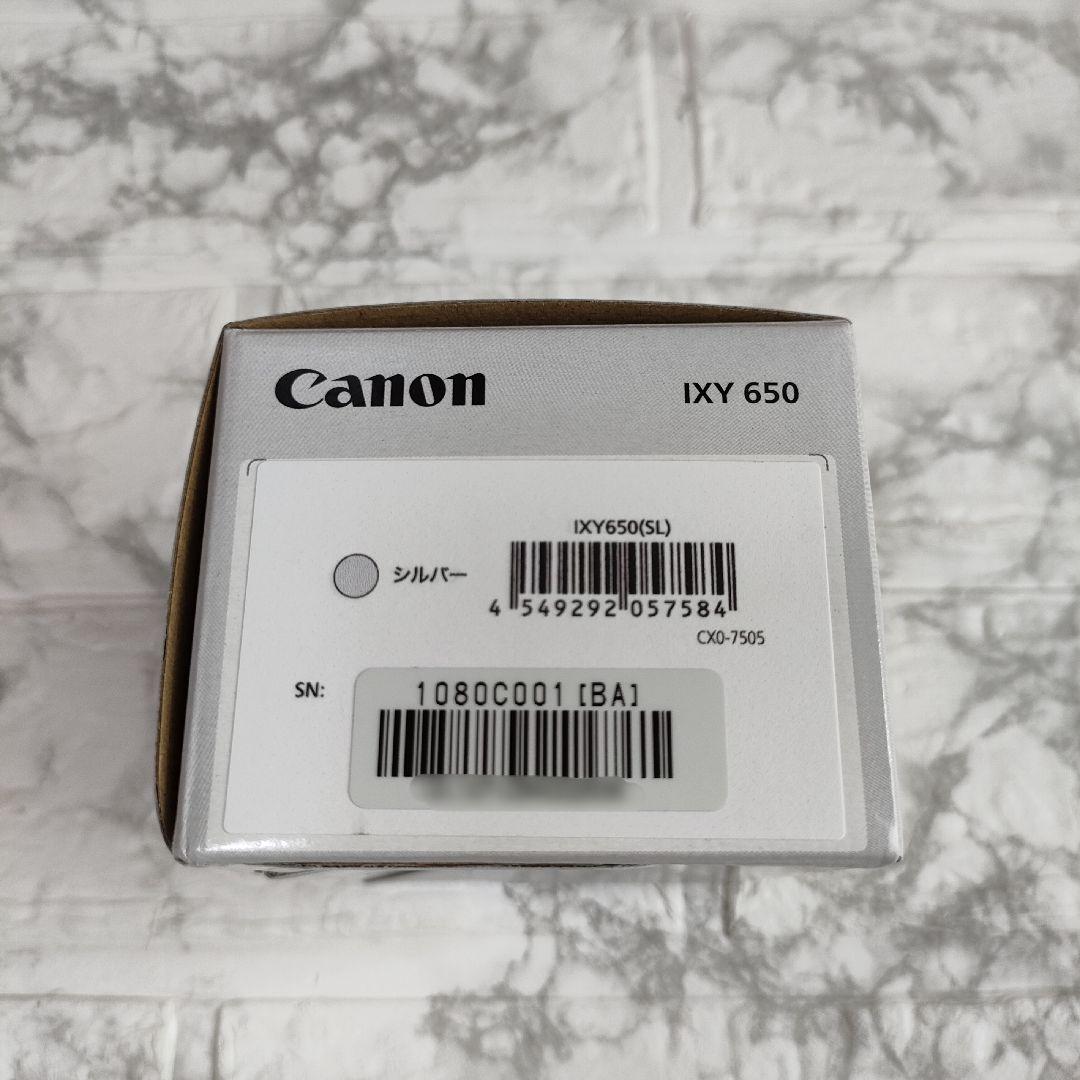 Canon IXY 650
IXY650(SL)
シルバー
4 549292 057584
CX0-7505
SN: 1080C001 [BA]